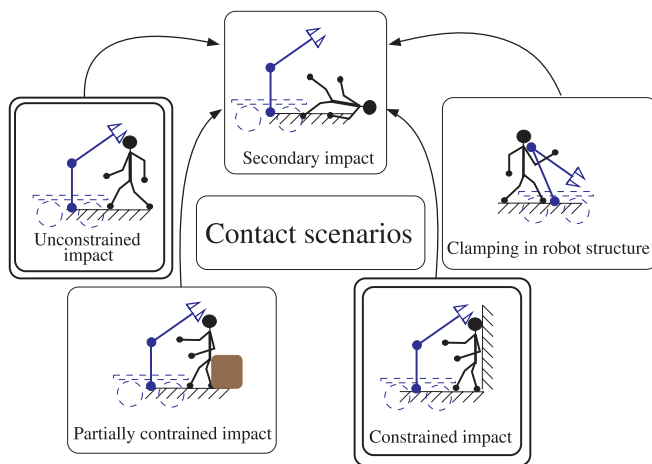 Secondary impact
Unconstrained
impact
Contact scenarios
Clamping in robot structure
Partially contrained impact
Constrained impact